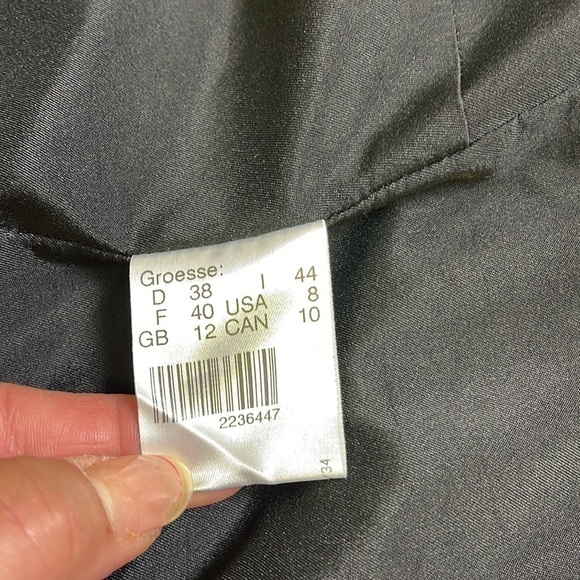 Groesse:
D 38 I 44
F 40 USA 8
GB 12 CAN 10
2236447
34